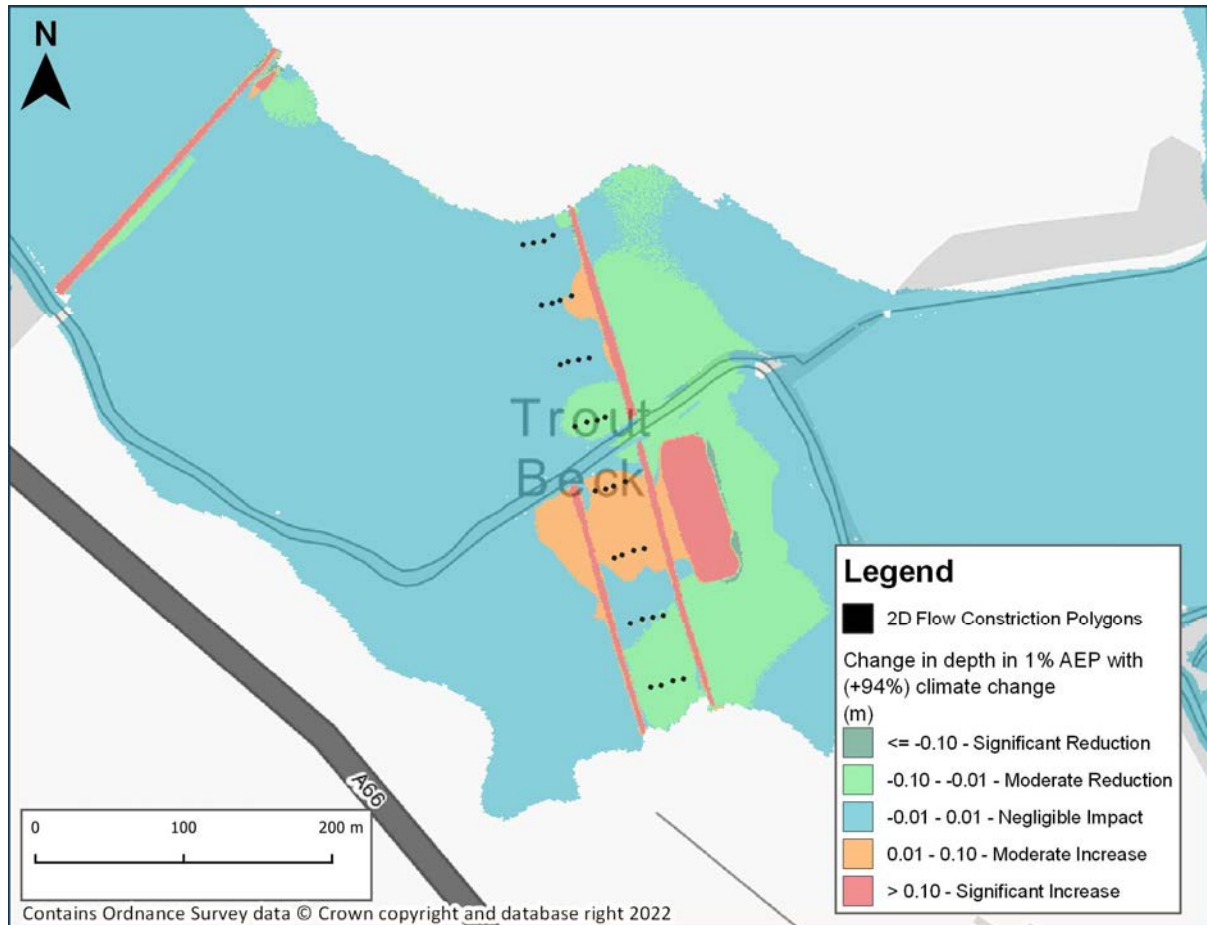 N
Trout
Beck
A66
0 100 200 m
Contains Ordnance Survey data © Crown copyright and database right 2022
Legend
2D Flow Constriction Polygons
Change in depth in 1% AEP with
(+94%) climate change
(m)
<= -0.10 - Significant Reduction
-0.10 - -0.01 - Moderate Reduction
-0.01 - 0.01 - Negligible Impact
0.01 - 0.10 - Moderate Increase
> 0.10 - Significant Increase